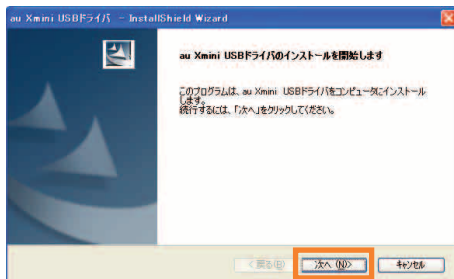 au Xmini USBドライバ - InstallShield Wizard
au Xmini USBドライバのインストールを開始します
このプログラムは、au Xmini USBドライバをコンピュータにインストール
します。
続行するには、「次へ」をクリックしてください。
< 戻る(B)
次へ (N)>
キャンセル